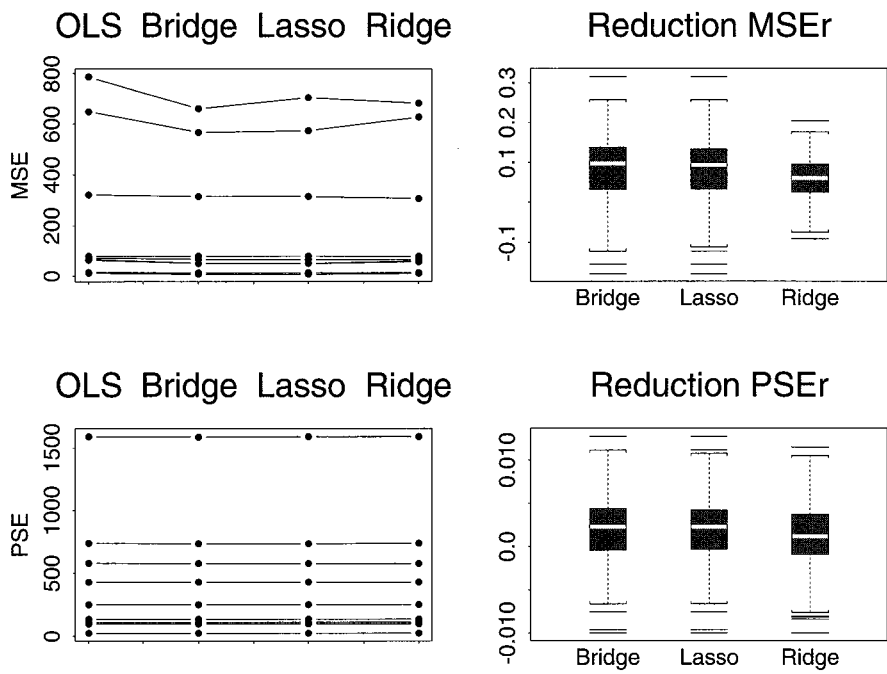 OLS Bridge Lasso Ridge
MSE
800
600
400
200
0
Reduction MSEr
0.3
0.2
0.1
-0.1
Bridge Lasso Ridge
OLS Bridge Lasso Ridge
PSE
1500
1000
500
0
Reduction PSEr
0.010
0.0
-0.010
Bridge Lasso Ridge